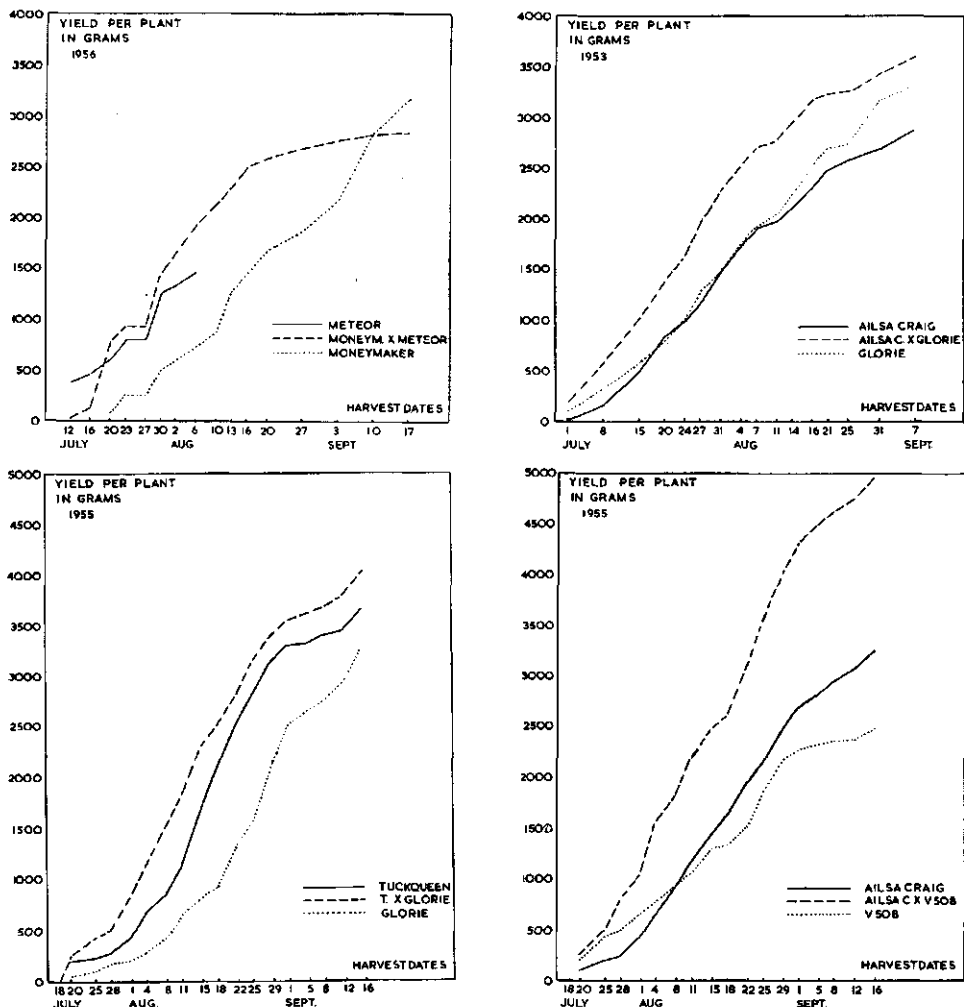 YIELD PER PLANT
IN GRAMS
1956
4000
3500
3000
2500
2000
1500
1000
500
0
METEOR
MONEYM. X METEOR
MONEYMAKER
HARVEST DATES
12 16 20 23 27 30 2 6 10 13 16 20 27 3 10 17
JULY AUG SEPT.
YIELD PER PLANT
IN GRAMS
1953
4000
3500
3000
2500
2000
1500
1000
500
0
AILSA CRAIG
AILSA C. X GLORIE
GLORIE
HARVEST DATES
1 8 15 20 24 27 31 4 7 11 14 16 21 25 31 7
JULY AUG SEPT.
YIELD PER PLANT
IN GRAMS
1955
5000
4500
4000
3500
3000
2500
2000
1500
1000
500
0
TUCKQUEEN
T. X GLORIE
GLORIE
HARVEST DATES
18 20 25 28 1 4 8 11 15 18 22 25 29 1 5 8 12 16
JULY AUG. SEPT.
YIELD PER PLANT
IN GRAMS
1955
5000
4500
4000
3500
3000
2500
2000
1500
1000
500
0
AILSA CRAIG
AILSA C X VSOB
VSOB
HARVEST DATES
18 20 25 28 1 4 8 11 15 18 22 25 29 1 5 8 12 16
JULY AUG SEPT.